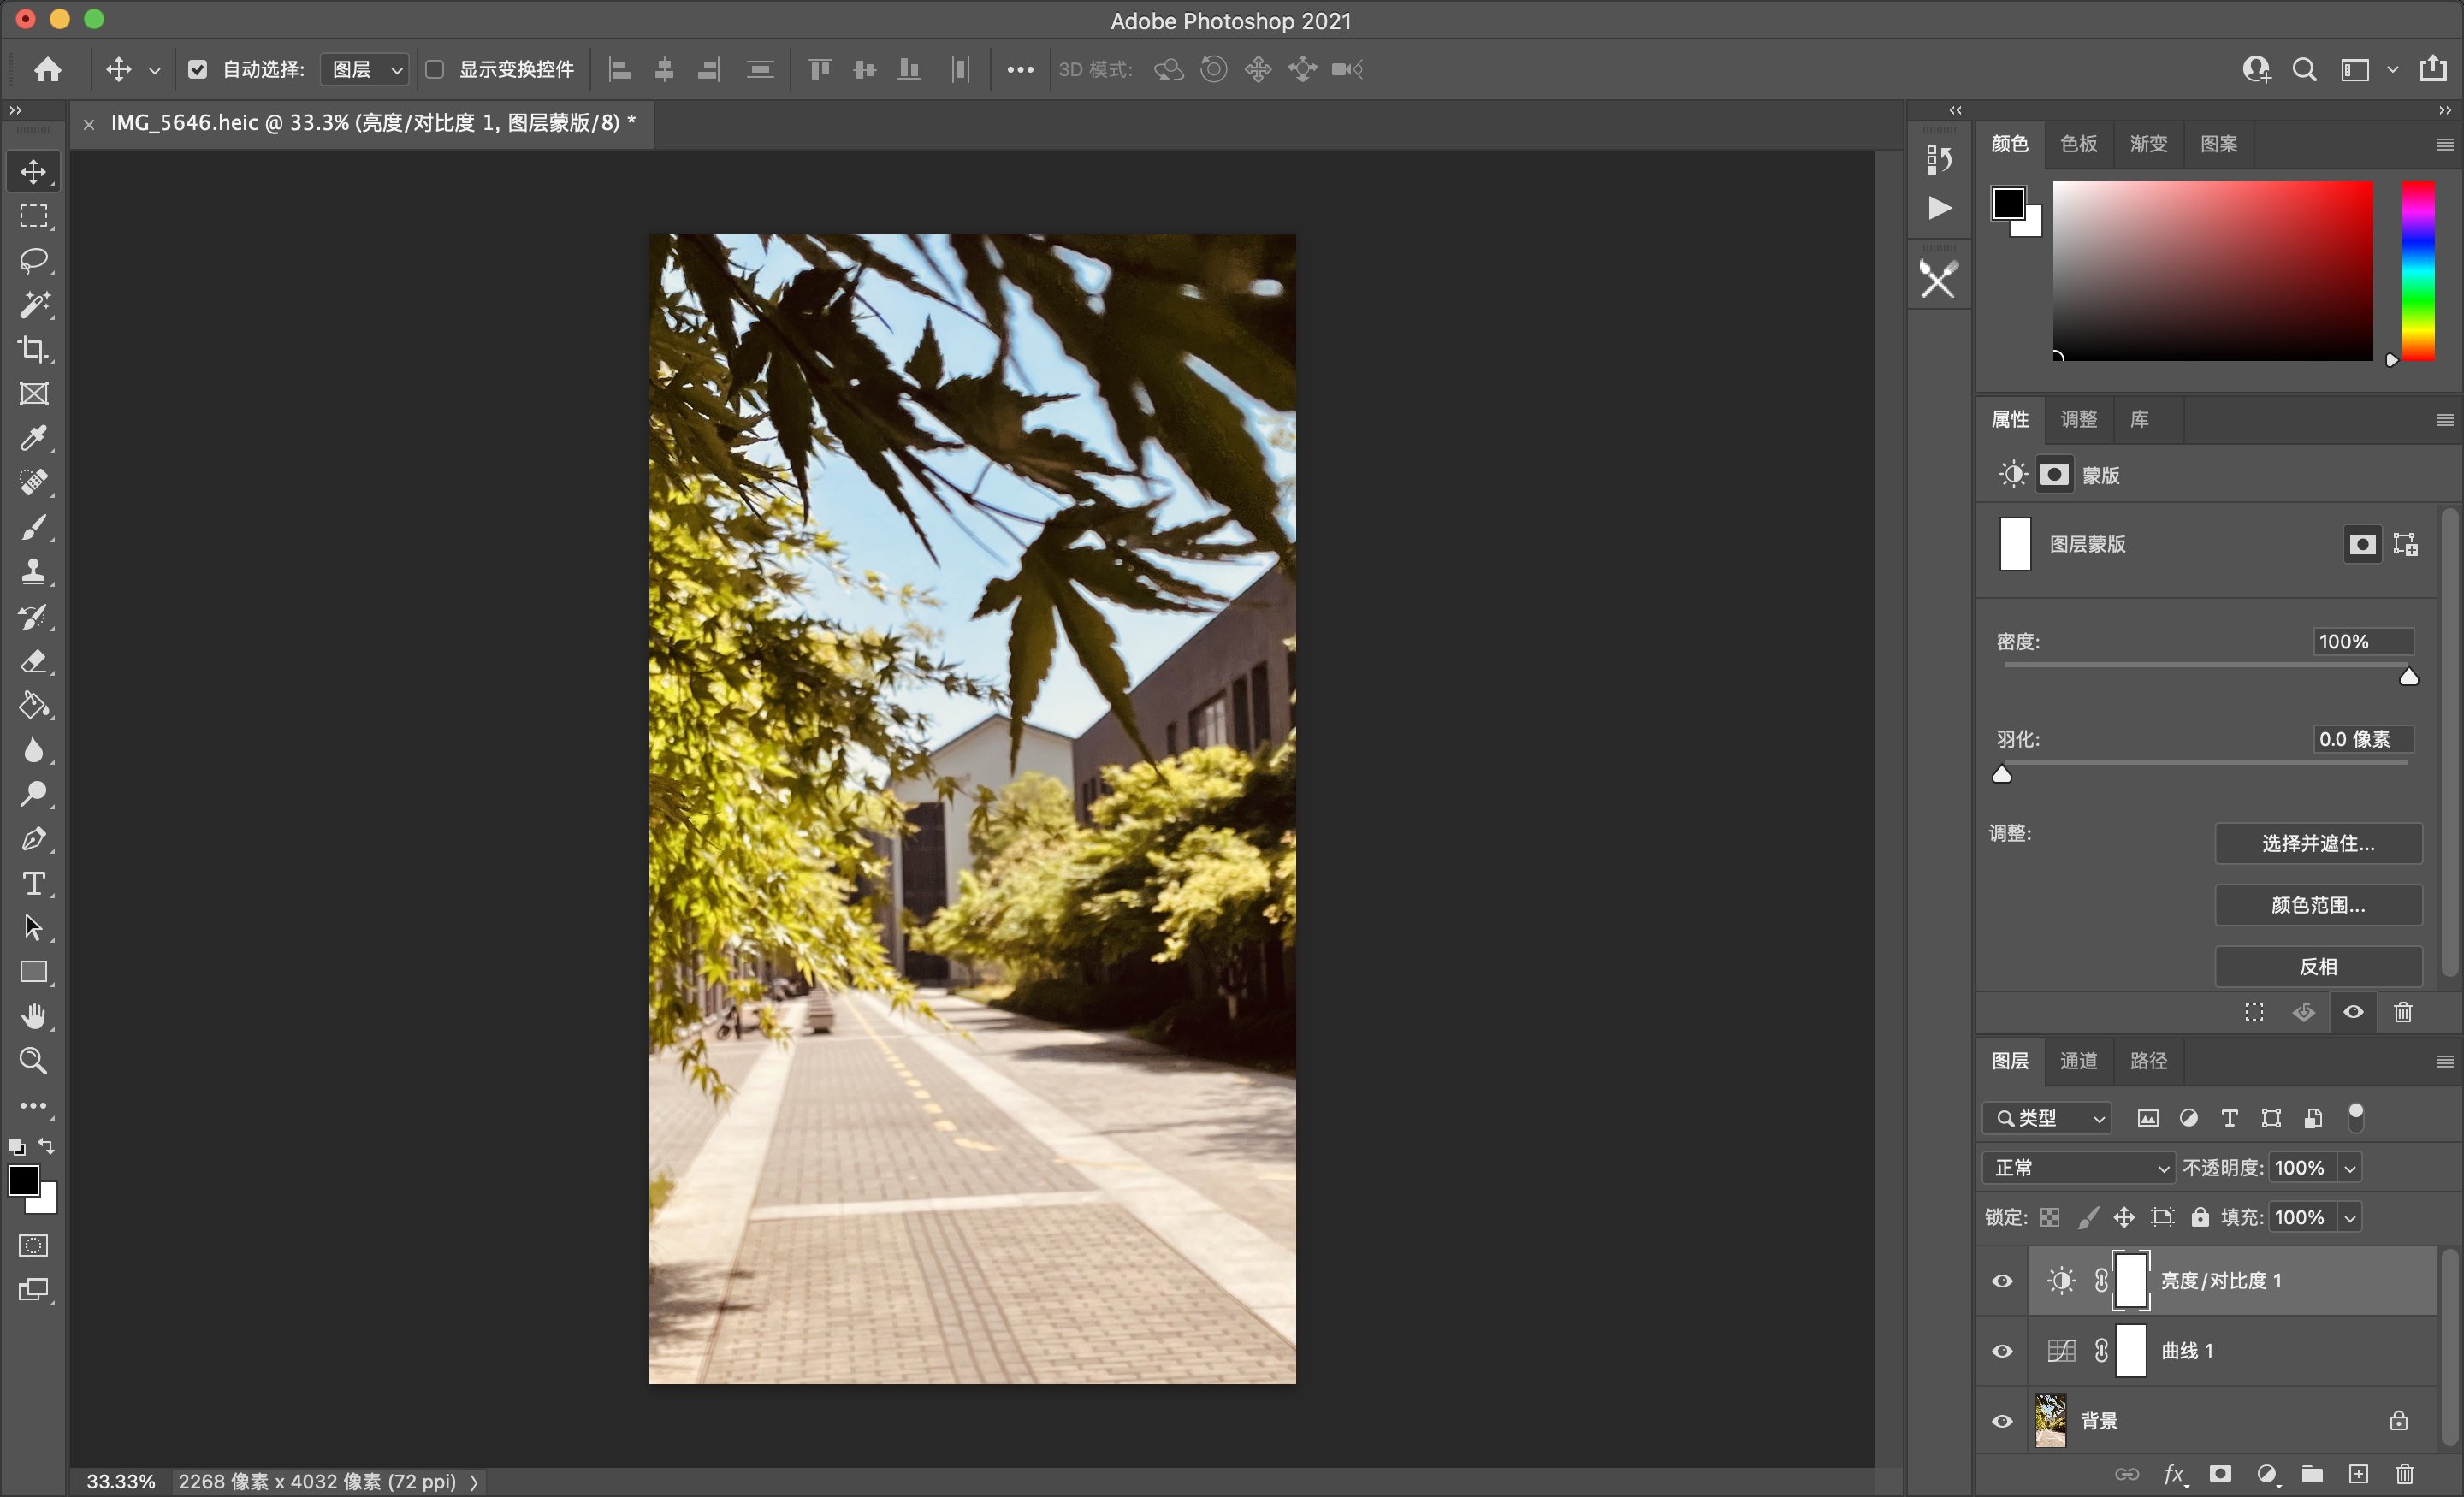 Adobe Photoshop 2021
自动选择: 图层 显示变换控件 3D 模式:
IMG_5646.heic @ 33.3% (亮度/对比度 1, 图层蒙版/8) *
颜色 色板 渐变 图案
属性 调整 库
蒙版
图层蒙版
密度: 100%
羽化: 0.0 像素
调整: 选择并遮住...
颜色范围...
反相
图层 通道 路径
类型
正常 不透明度: 100%
锁定: 填充: 100%
亮度/对比度 1
曲线 1
背景
fx
33.33% 2268 像素 x 4032 像素 (72 ppi)